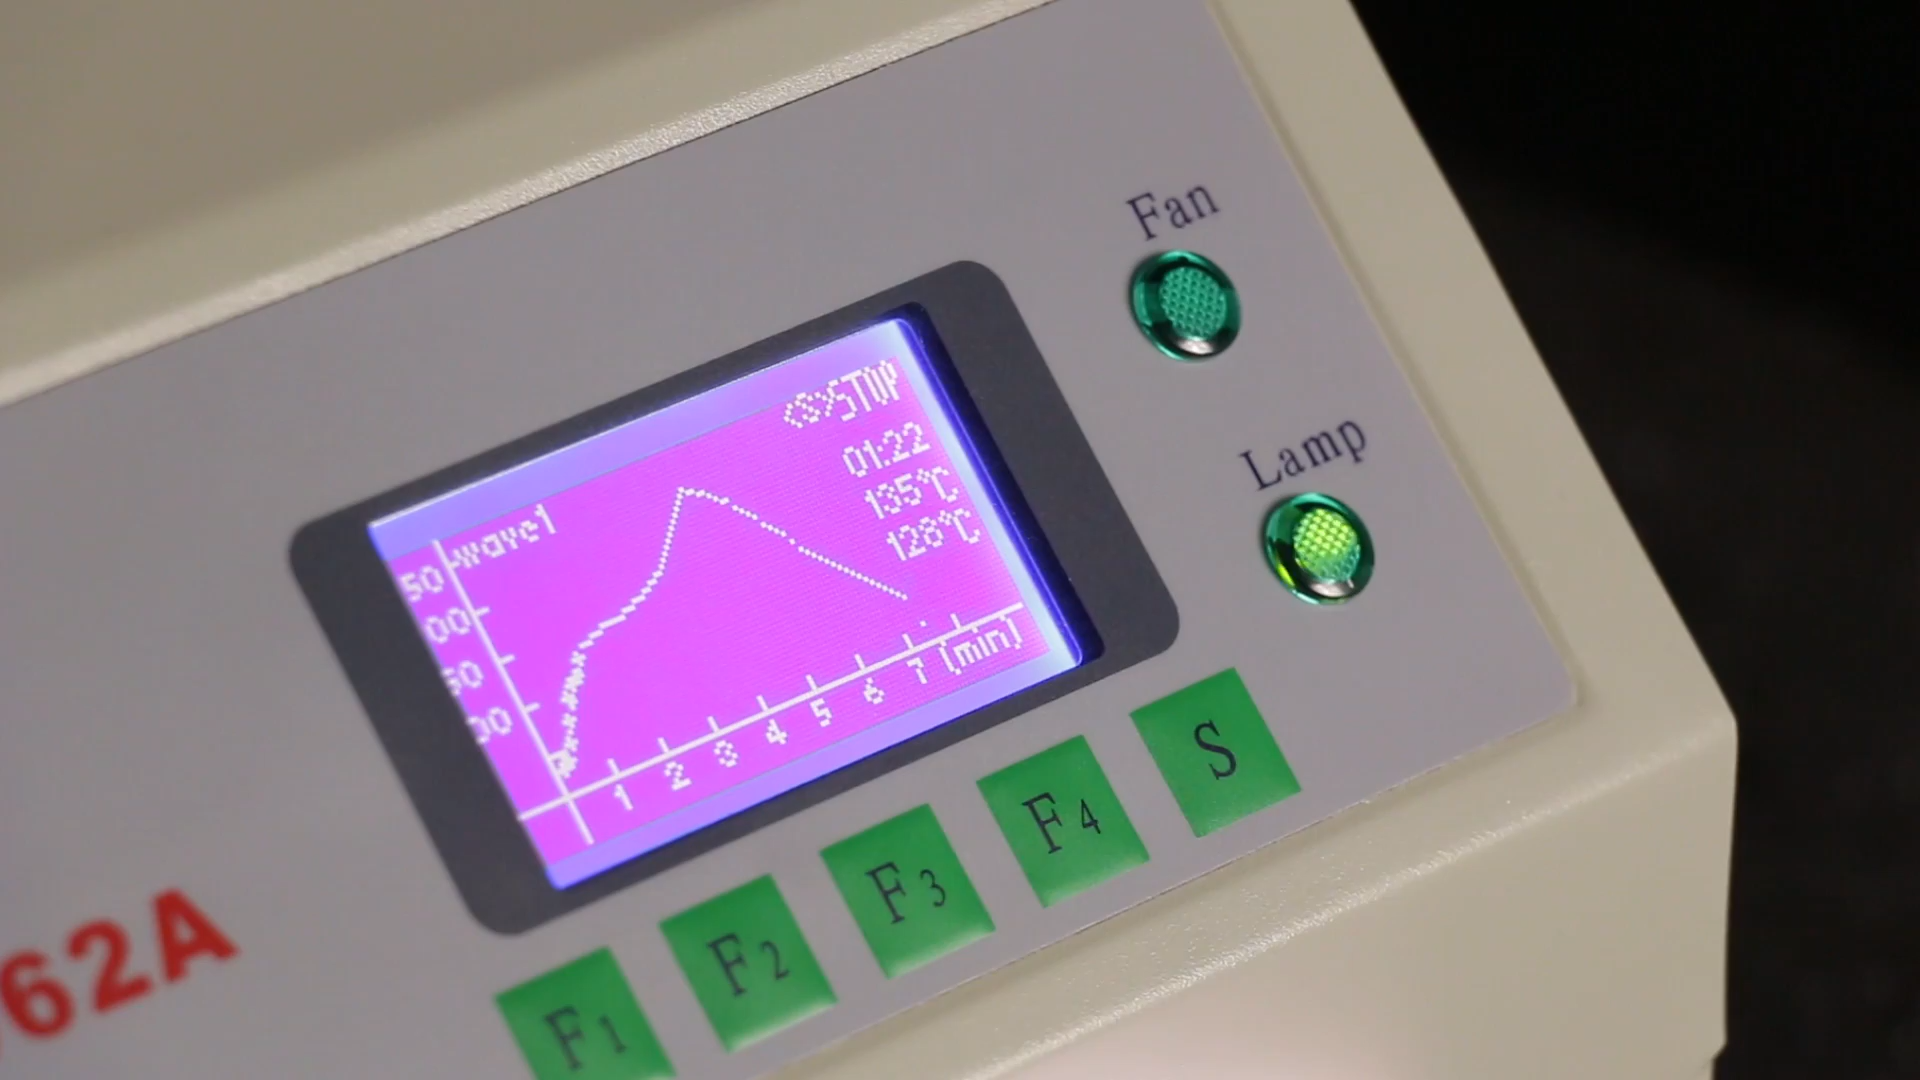 Fan
Lamp
<S>STOP
01:22
135℃
128℃
wave1
50
00
50
00
1 2 3 4 5 6 7 (min)
62A
F1 F2 F3 F4 S